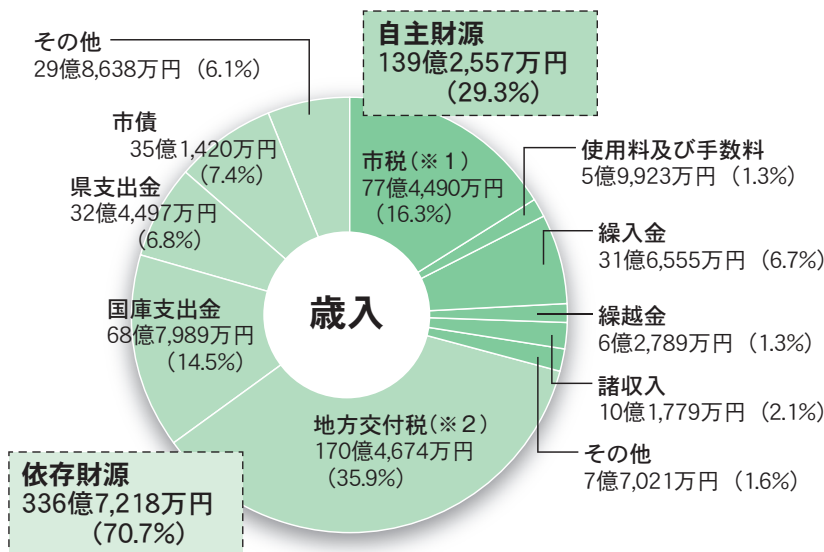 歳入
自主財源
139億2,557万円
(29.3%)
市税(※1)
77億4,490万円
(16.3%)
使用料及び手数料
5億9,923万円 (1.3%)
繰入金
31億6,555万円 (6.7%)
繰越金
6億2,789万円 (1.3%)
諸収入
10億1,779万円 (2.1%)
その他
7億7,021万円 (1.6%)
依存財源
336億7,218万円
(70.7%)
地方交付税(※2)
170億4,674万円
(35.9%)
国庫支出金
68億7,989万円
(14.5%)
県支出金
32億4,497万円
(6.8%)
市債
35億1,420万円
(7.4%)
その他
29億8,638万円 (6.1%)